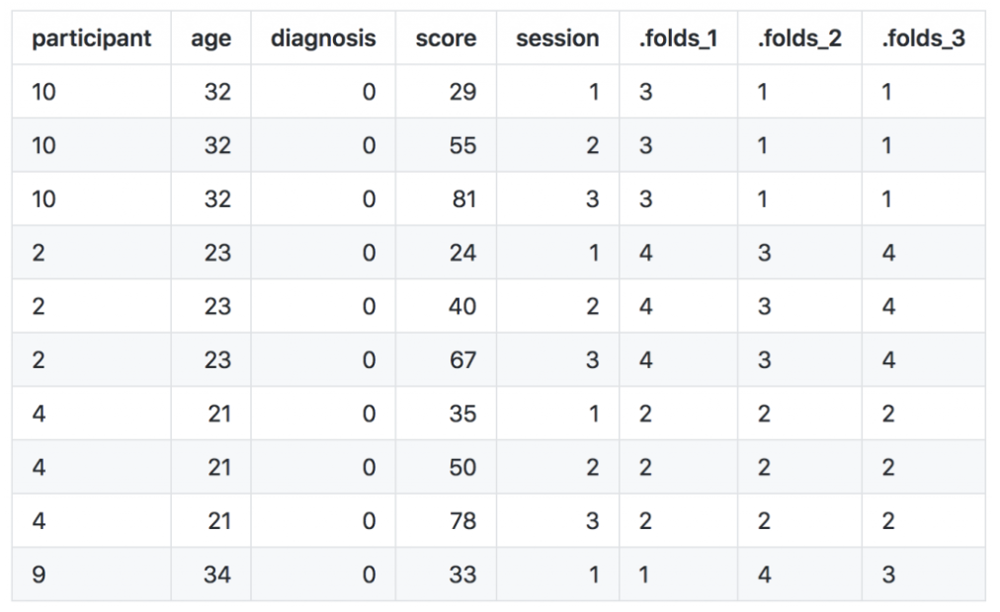 participant age diagnosis score session .folds_1 .folds_2 .folds_3
10 32 0 29 1 3 1 1
10 32 0 55 2 3 1 1
10 32 0 81 3 3 1 1
2 23 0 24 1 4 3 4
2 23 0 40 2 4 3 4
2 23 0 67 3 4 3 4
4 21 0 35 1 2 2 2
4 21 0 50 2 2 2 2
4 21 0 78 3 2 2 2
9 34 0 33 1 1 4 3